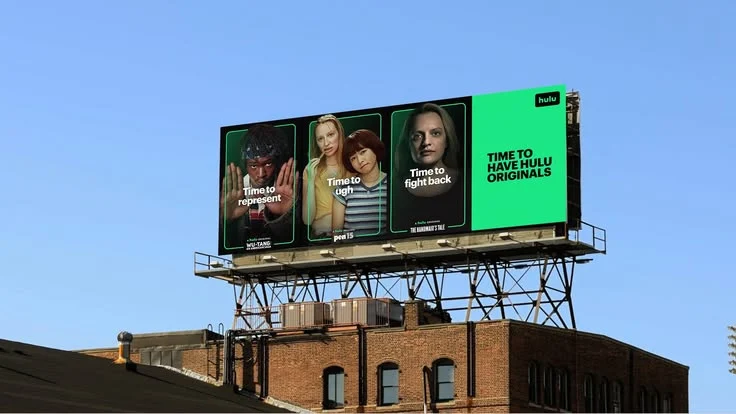 hulu
Time to
represent
WU-TANG
Time to
ugh
pen15
Time to
fight back
THE HANDMAID'S TALE
TIME TO
HAVE HULU
ORIGINALS
hulu